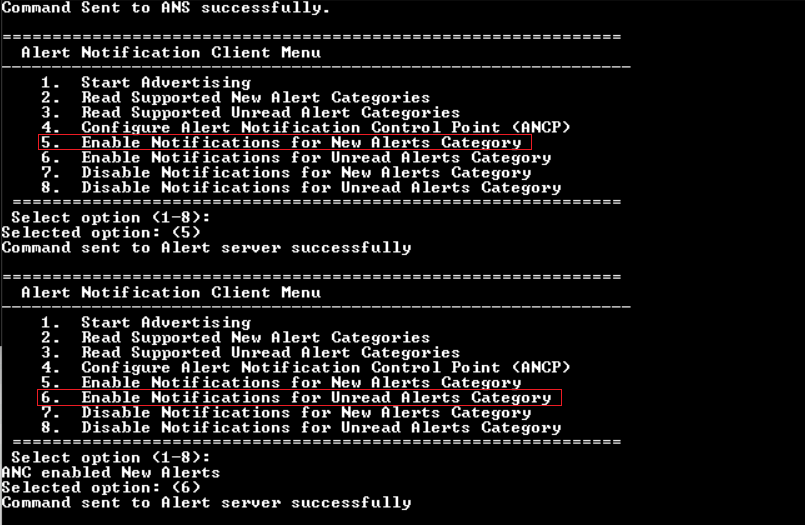 Command Sent to ANS successfully.
==============================================================
Alert Notification Client Menu
---------------------------------------------------------------
1. Start Advertising
2. Read Supported New Alert Categories
3. Read Supported Unread Alert Categories
4. Configure Alert Notification Control Point (ANCP)
5. Enable Notifications for New Alerts Category
6. Enable Notifications for Unread Alerts Category
7. Disable Notifications for New Alerts Category
8. Disable Notifications for Unread Alerts Category
=============================================================
Select option (1-8):
Selected option: (5)
Command sent to Alert server successfully
==============================================================
Alert Notification Client Menu
---------------------------------------------------------------
1. Start Advertising
2. Read Supported New Alert Categories
3. Read Supported Unread Alert Categories
4. Configure Alert Notification Control Point (ANCP)
5. Enable Notifications for New Alerts Category
6. Enable Notifications for Unread Alerts Category
7. Disable Notifications for New Alerts Category
8. Disable Notifications for Unread Alerts Category
=============================================================
Select option (1-8):
ANC enabled New Alerts
Selected option: (6)
Command sent to Alert server successfully